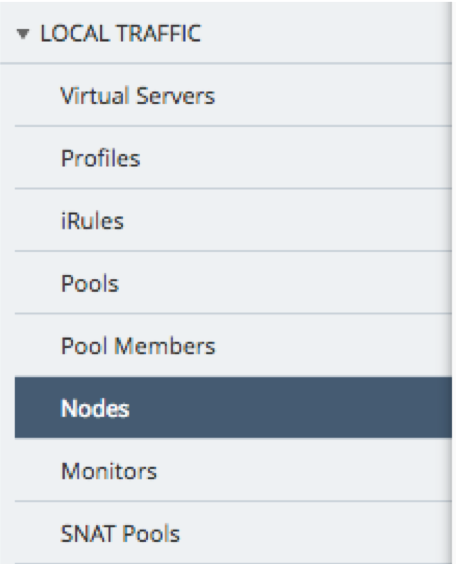 LOCAL TRAFFIC
Virtual Servers
Profiles
iRules
Pools
Pool Members
Nodes
Monitors
SNAT Pools